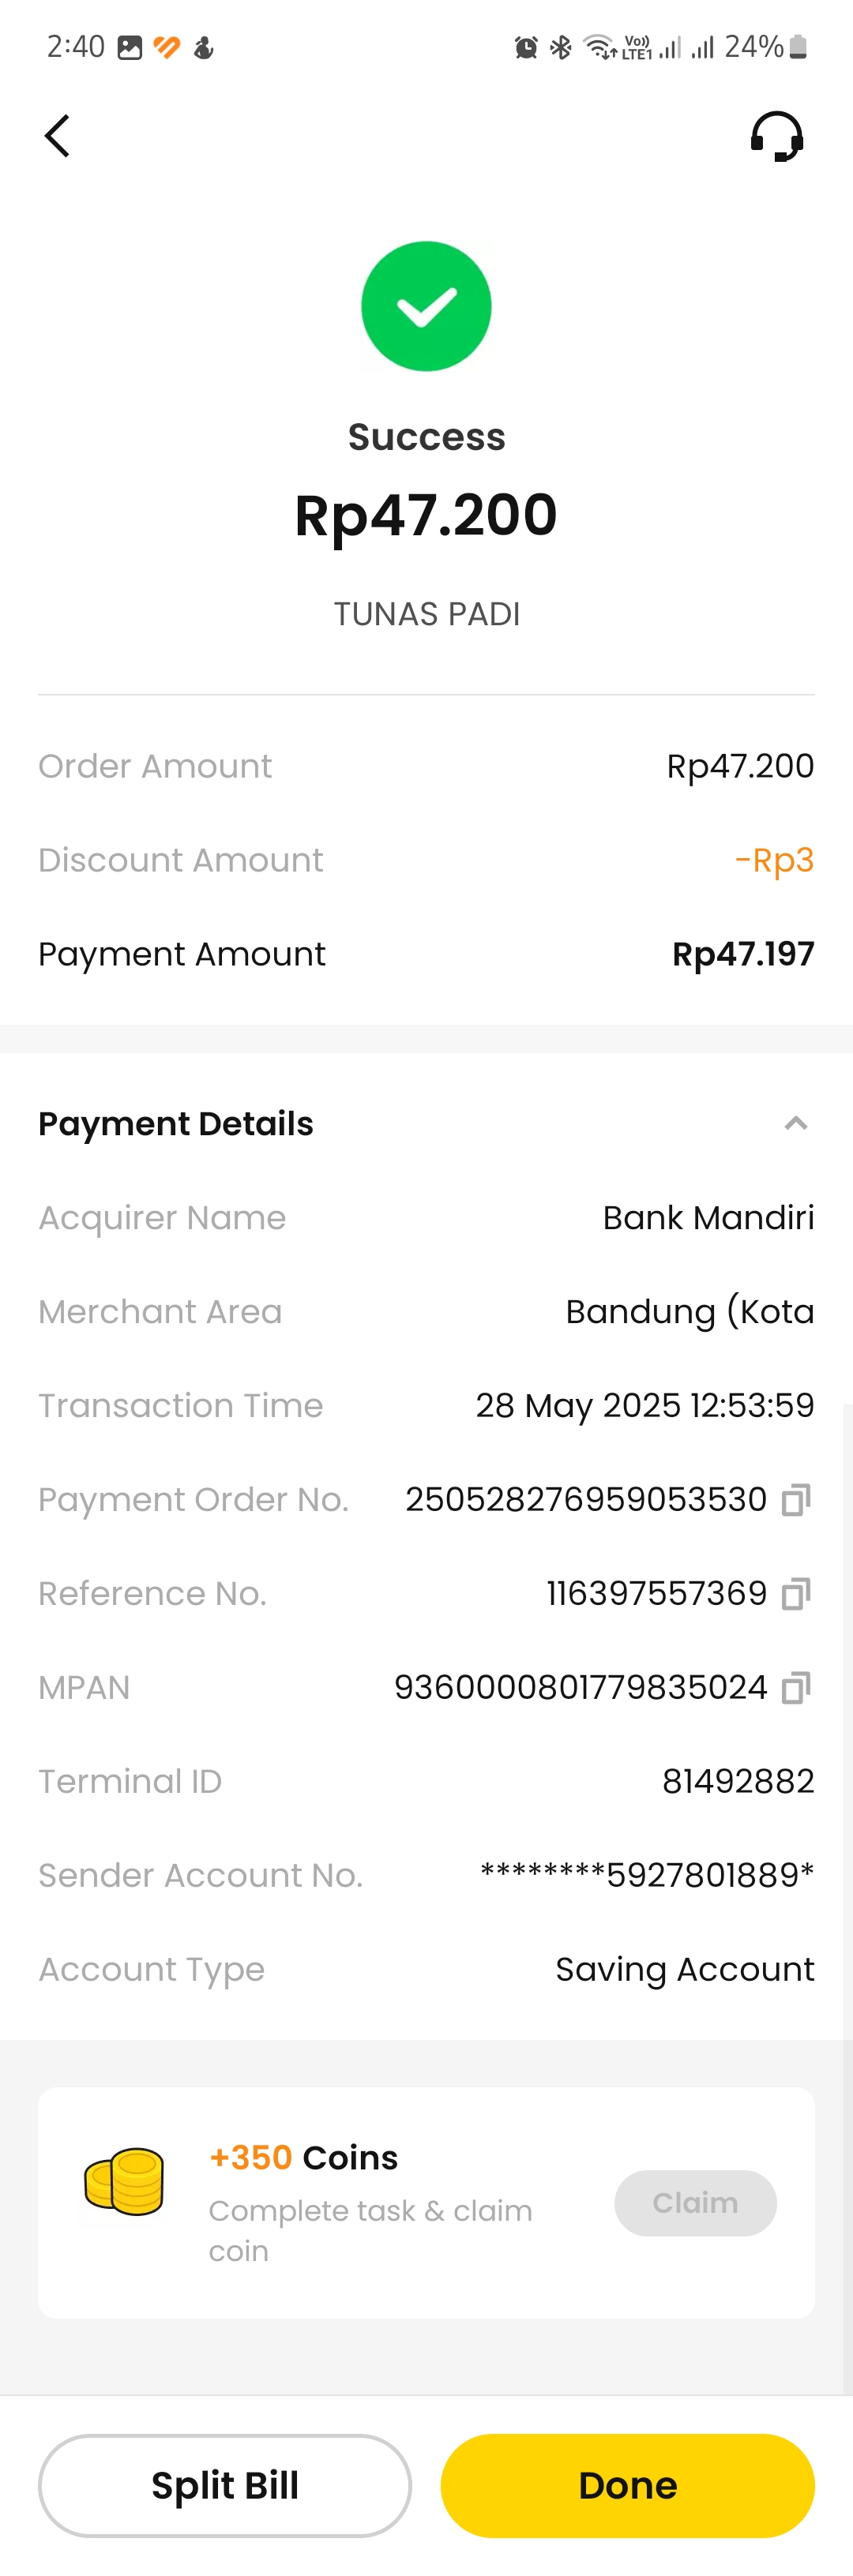 2:40 Vo)) LTE1 24%
Success
Rp47.200
TUNAS PADI
Order Amount Rp47.200
Discount Amount -Rp3
Payment Amount Rp47.197
Payment Details
Acquirer Name Bank Mandiri
Merchant Area Bandung (Kota
Transaction Time 28 May 2025 12:53:59
Payment Order No. 250528276959053530
Reference No. 116397557369
MPAN 9360000801779835024
Terminal ID 81492882
Sender Account No. ********5927801889*
Account Type Saving Account
+350 Coins
Complete task & claim
coin
Claim
Split Bill Done